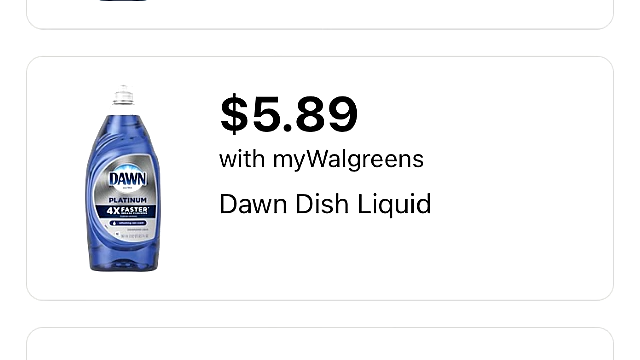 $5.89
with myWalgreens
Dawn Dish Liquid
DAWN
PLATINUM
4X FASTER